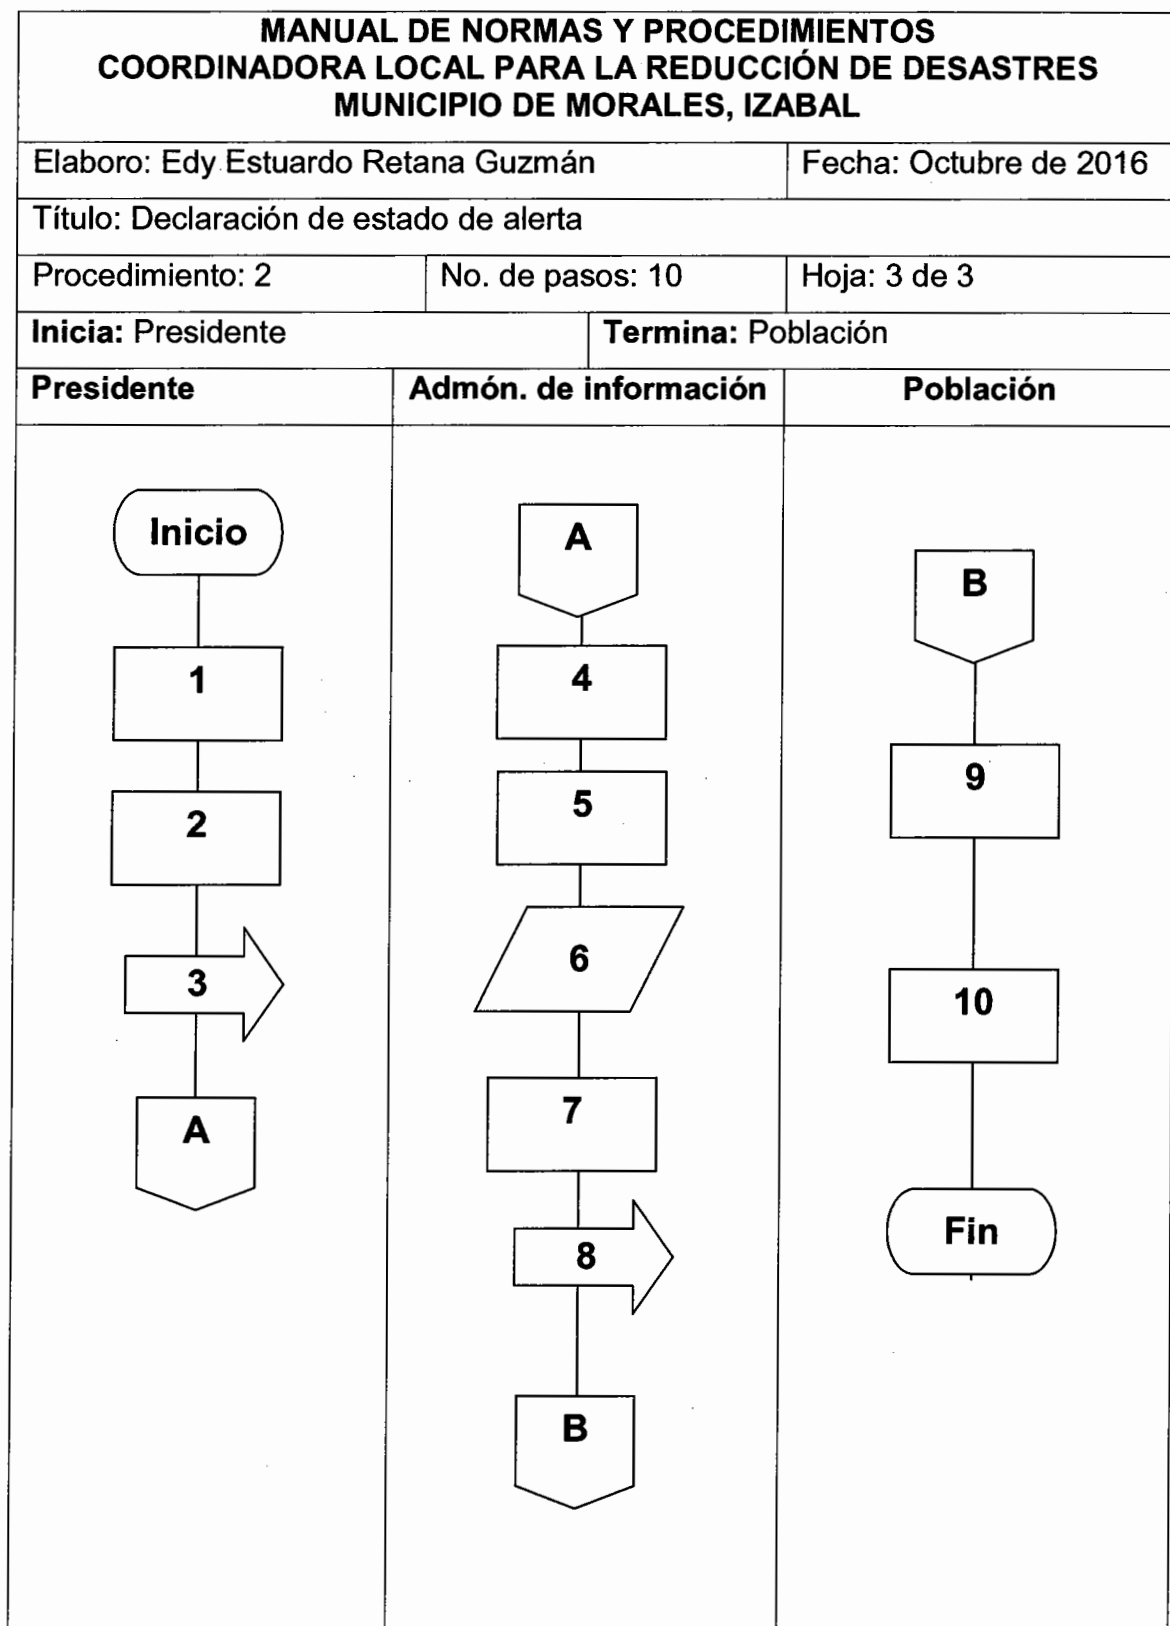 MANUAL DE NORMAS Y PROCEDIMIENTOS
COORDINADORA LOCAL PARA LA REDUCCIÓN DE DESASTRES
MUNICIPIO DE MORALES, IZABAL
Elaboro: Edy Estuardo Retana Guzmán
Fecha: Octubre de 2016
Título: Declaración de estado de alerta
Procedimiento: 2
No. de pasos: 10
Hoja: 3 de 3
Inicia: Presidente
Termina: Población
Presidente
Admón. de información
Población
Inicio
1
2
3
A
A
4
5
6
7
8
B
B
9
10
Fin